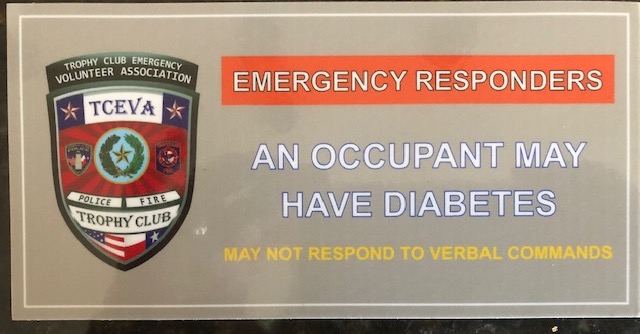 TROPHY CLUB EMERGENCY
VOLUNTEER ASSOCIATION
TCEVA
POLICE FIRE
TROPHY CLUB
EMERGENCY RESPONDERS
AN OCCUPANT MAY
HAVE DIABETES
MAY NOT RESPOND TO VERBAL COMMANDS